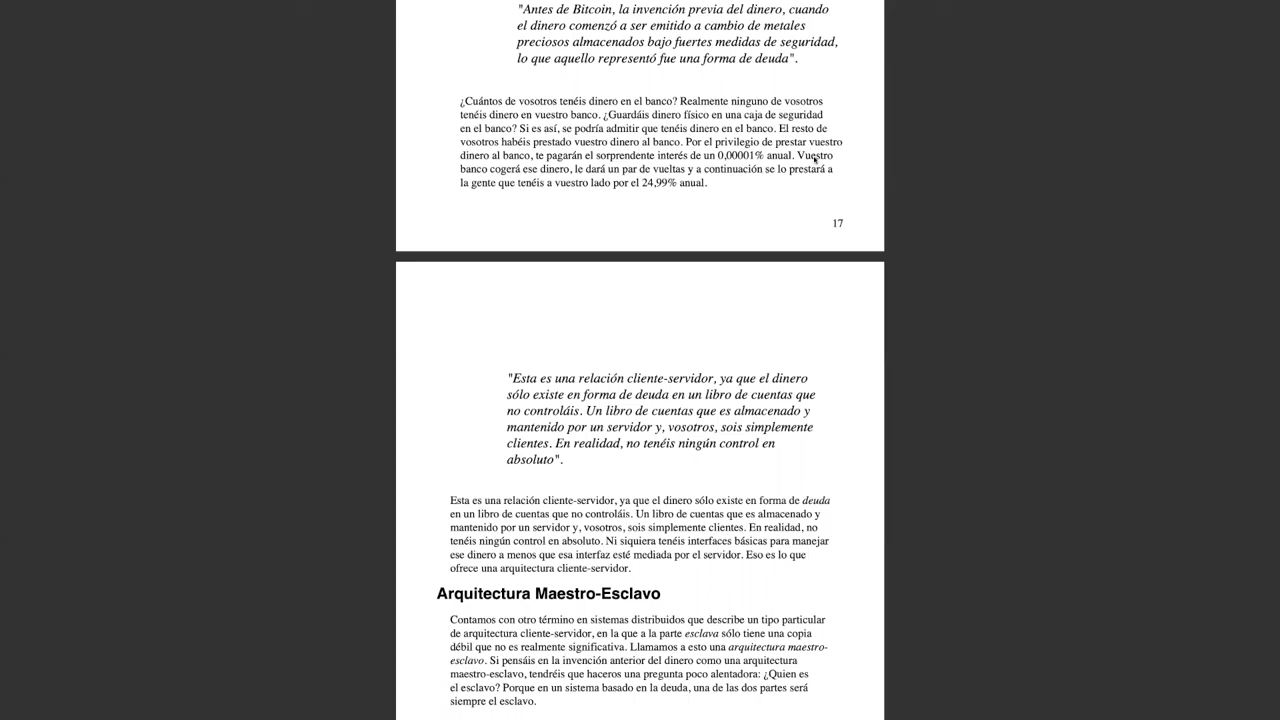 "Antes de Bitcoin, la invención previa del dinero, cuando
el dinero comenzó a ser emitido a cambio de metales
preciosos almacenados bajo fuertes medidas de seguridad,
lo que aquello representó fue una forma de deuda".
¿Cuántos de vosotros tenéis dinero en el banco? Realmente ninguno de vosotros
tenéis dinero en vuestro banco. ¿Guardáis dinero físico en una caja de seguridad
en el banco? Si es así, se podría admitir que tenéis dinero en el banco. El resto de
vosotros habéis prestado vuestro dinero al banco. Por el privilegio de prestar vuestro
dinero al banco, te pagarán el sorprendente interés de un 0,00001% anual. Vuestro
banco cogerá ese dinero, le dará un par de vueltas y a continuación se lo prestará a
la gente que tenéis a vuestro lado por el 24,99% anual.
17
"Esta es una relación cliente-servidor, ya que el dinero
sólo existe en forma de deuda en un libro de cuentas que
no controláis. Un libro de cuentas que es almacenado y
mantenido por un servidor y, vosotros, sois simplemente
clientes. En realidad, no tenéis ningún control en
absoluto".
Esta es una relación cliente-servidor, ya que el dinero sólo existe en forma de deuda
en un libro de cuentas que no controláis. Un libro de cuentas que es almacenado y
mantenido por un servidor y, vosotros, sois simplemente clientes. En realidad, no
tenéis ningún control en absoluto. Ni siquiera tenéis interfaces básicas para manejar
ese dinero a menos que esa interfaz esté mediada por el servidor. Eso es lo que
ofrece una arquitectura cliente-servidor.
Arquitectura Maestro-Esclavo
Contamos con otro término en sistemas distribuidos que describe un tipo particular
de arquitectura cliente-servidor, en la que a la parte esclava sólo tiene una copia
débil que no es realmente significativa. Llamamos a esto una arquitectura maestro-
esclavo. Si pensáis en la invención anterior del dinero como una arquitectura
maestro-esclavo, tendréis que haceros una pregunta poco alentadora: ¿Quien es
el esclavo? Porque en un sistema basado en la deuda, una de las dos partes será
siempre el esclavo.